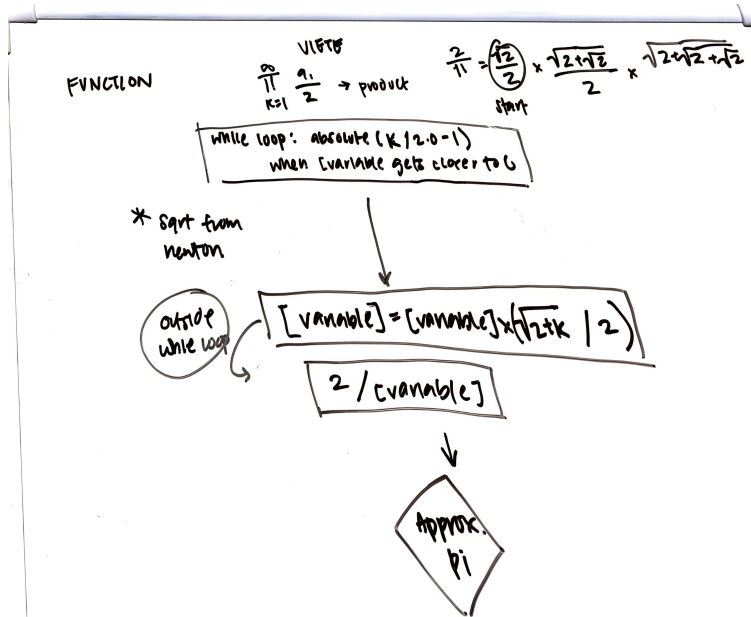 VIETE
FUNCTION
∞
π a₁/2 → product
K=1
2/π = √2/2 × √2+√2/2 × √2+√2+√2
start
while loop: absolute (K/2.0-1)
when [variable gets closer to 0
* sqrt from
newton
outside
while loop
[variable] = [variable] x (√2+K / 2)
2 / [variable]
Approx.
pi